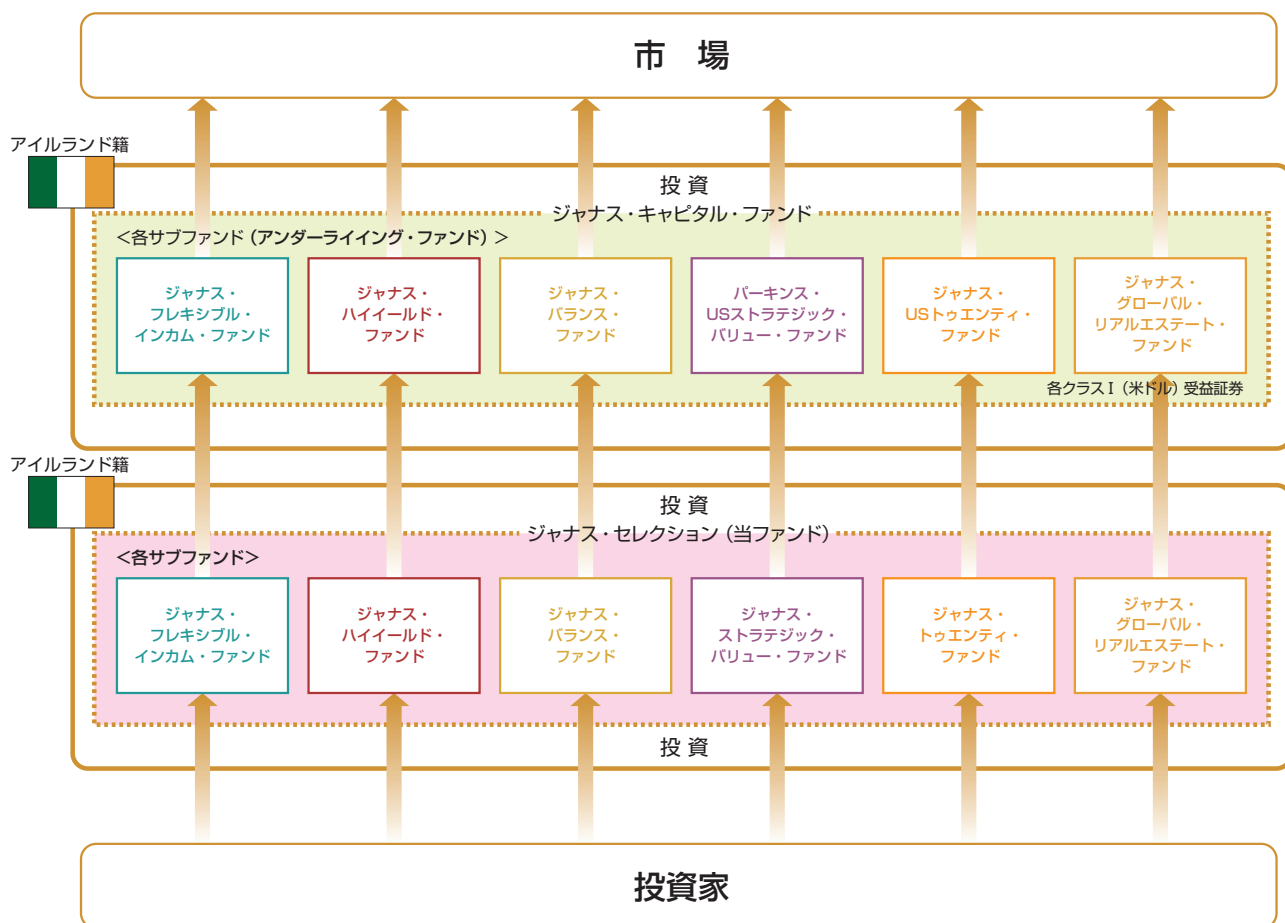 市 場
アイルランド籍
投 資
ジャナス・キャピタル・ファンド
<各サブファンド (アンダーライイング・ファンド) >
ジャナス・
フレキシブル・
インカム・ファンド
ジャナス・
ハイイールド・
ファンド
ジャナス・
バランス・
ファンド
パーキンス・
USストラテジック・
バリュー・ファンド
ジャナス・
USトゥエンティ・
ファンド
ジャナス・
グローバル・
リアルエステート・
ファンド
各クラスI (米ドル) 受益証券
アイルランド籍
投 資
ジャナス・セレクション (当ファンド)
<各サブファンド>
ジャナス・
フレキシブル・
インカム・ファンド
ジャナス・
ハイイールド・
ファンド
ジャナス・
バランス・
ファンド
ジャナス・
ストラテジック・
バリュー・ファンド
ジャナス・
トゥエンティ・
ファンド
ジャナス・
グローバル・
リアルエステート・
ファンド
投 資
投資家